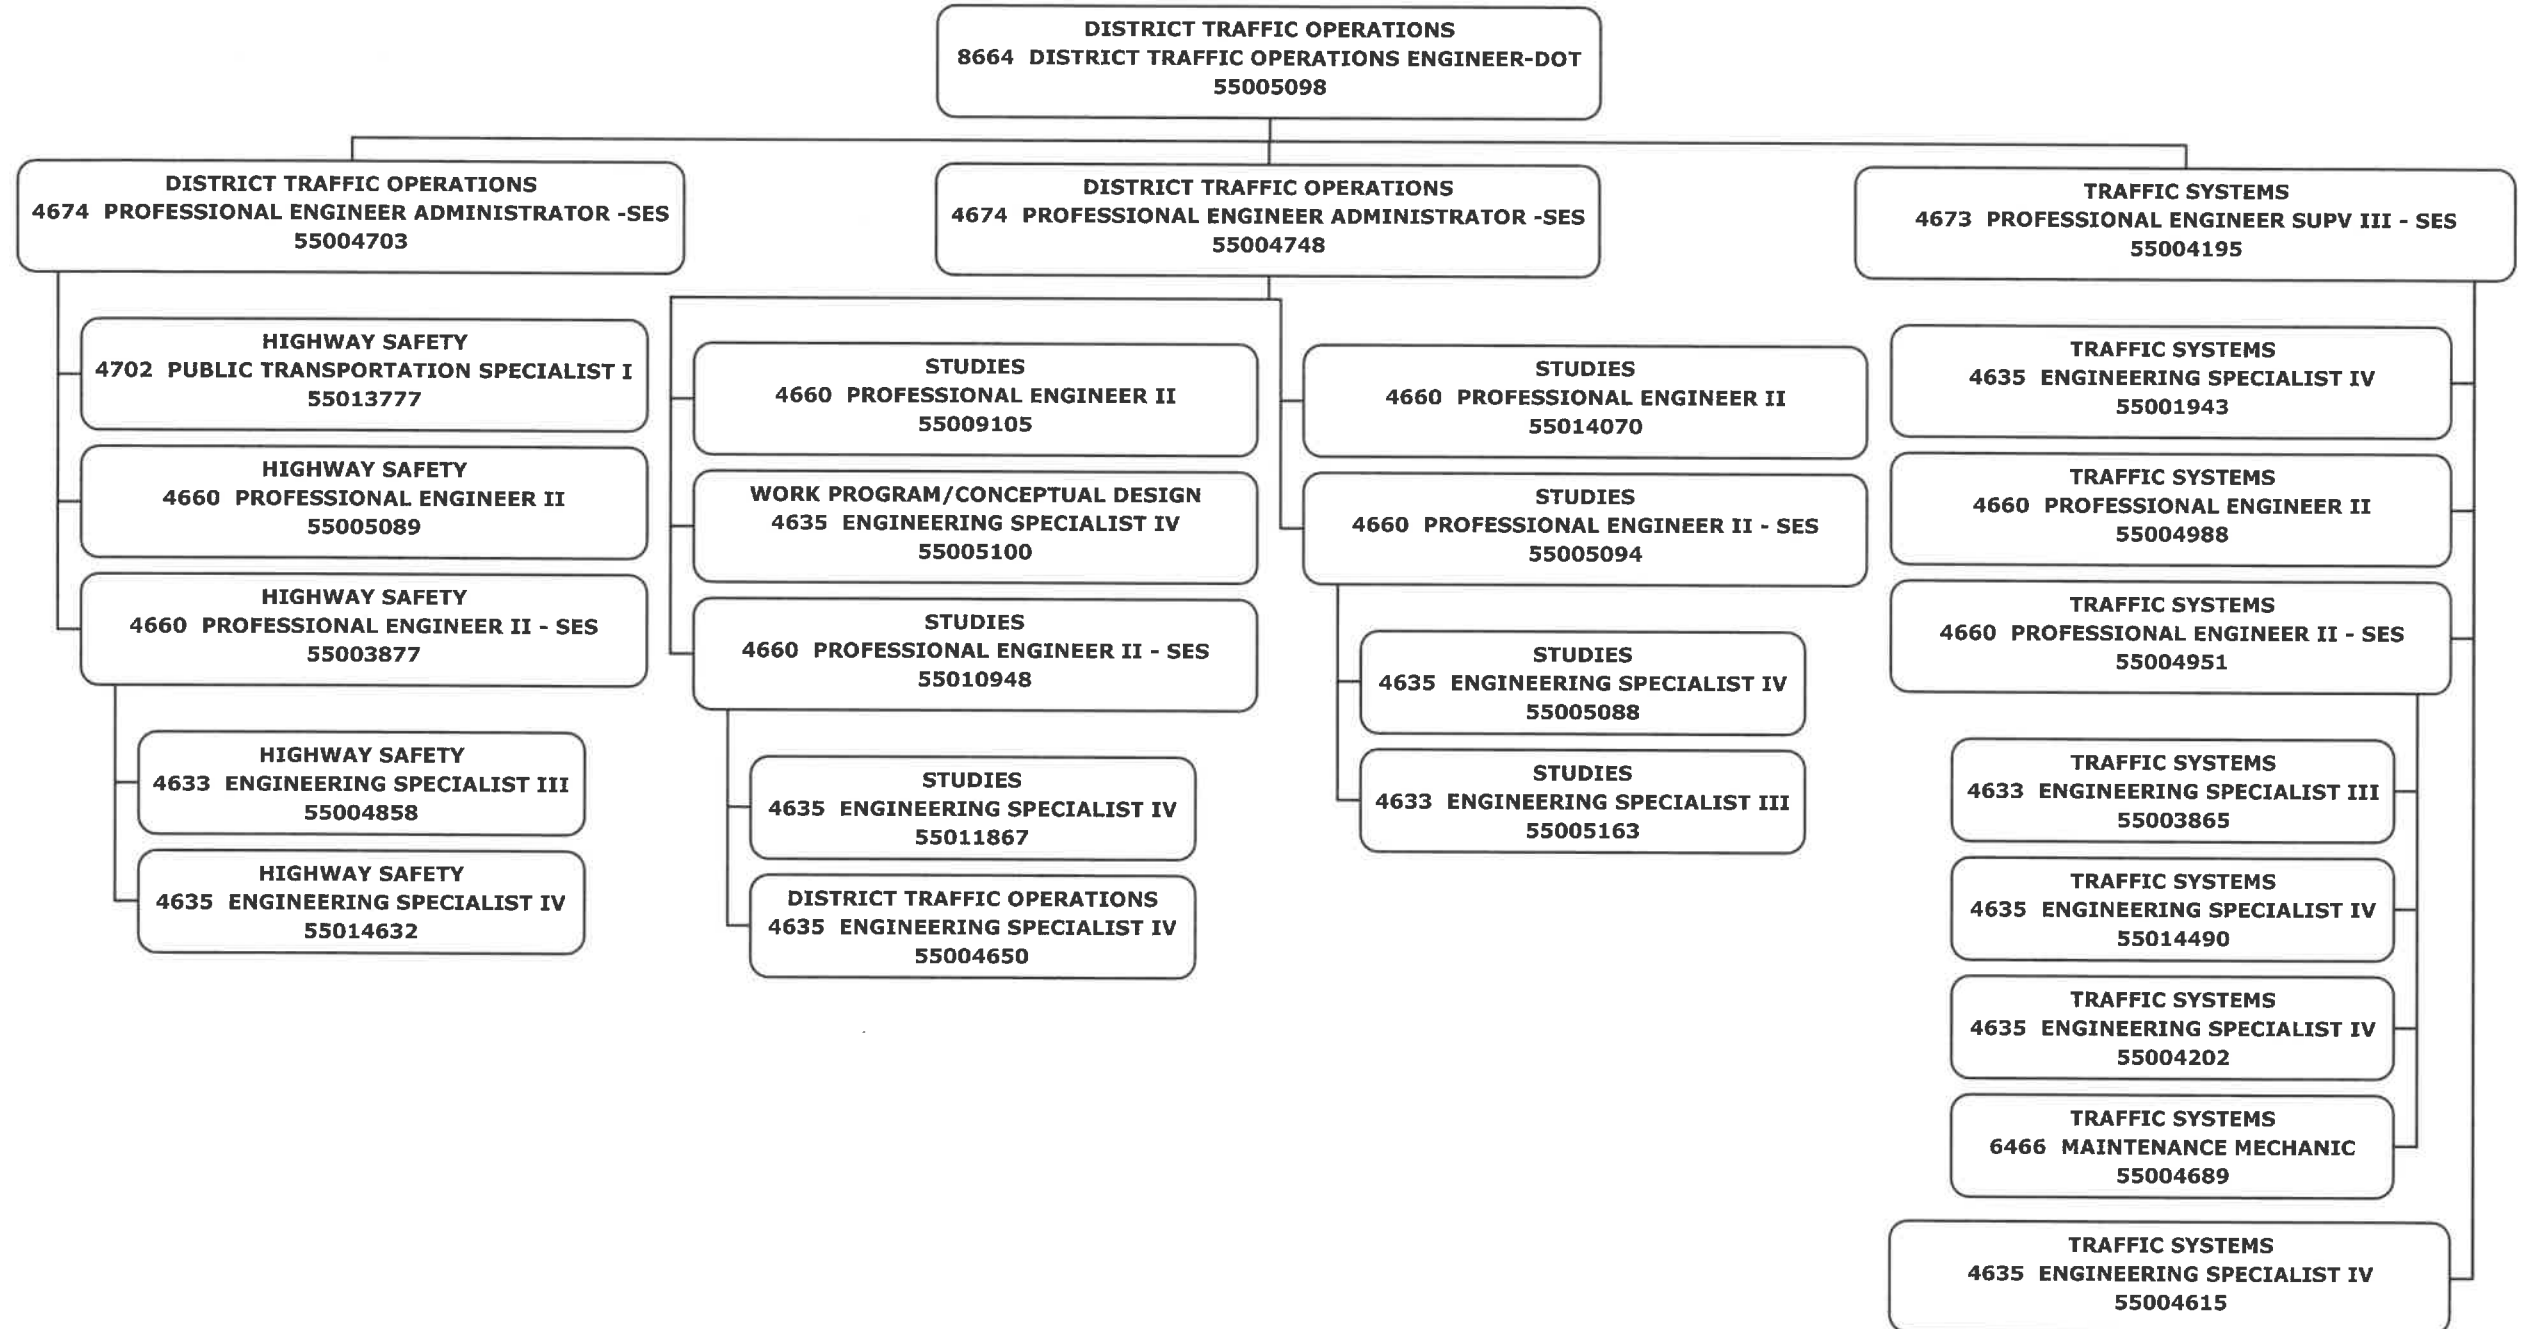 DISTRICT TRAFFIC OPERATIONS
8664 DISTRICT TRAFFIC OPERATIONS ENGINEER-DOT
55005098
DISTRICT TRAFFIC OPERATIONS
4674 PROFESSIONAL ENGINEER ADMINISTRATOR -SES
55004703
HIGHWAY SAFETY
4702 PUBLIC TRANSPORTATION SPECIALIST I
55013777
HIGHWAY SAFETY
4660 PROFESSIONAL ENGINEER II
55005089
HIGHWAY SAFETY
4660 PROFESSIONAL ENGINEER II - SES
55003877
HIGHWAY SAFETY
4633 ENGINEERING SPECIALIST III
55004858
HIGHWAY SAFETY
4635 ENGINEERING SPECIALIST IV
55014632
DISTRICT TRAFFIC OPERATIONS
4674 PROFESSIONAL ENGINEER ADMINISTRATOR -SES
55004748
STUDIES
4660 PROFESSIONAL ENGINEER II
55009105
WORK PROGRAM/CONCEPTUAL DESIGN
4635 ENGINEERING SPECIALIST IV
55005100
STUDIES
4660 PROFESSIONAL ENGINEER II - SES
55010948
STUDIES
4635 ENGINEERING SPECIALIST IV
55011867
DISTRICT TRAFFIC OPERATIONS
4635 ENGINEERING SPECIALIST IV
55004650
STUDIES
4660 PROFESSIONAL ENGINEER II
55014070
STUDIES
4660 PROFESSIONAL ENGINEER II - SES
55005094
STUDIES
4635 ENGINEERING SPECIALIST IV
55005088
STUDIES
4633 ENGINEERING SPECIALIST III
55005163
TRAFFIC SYSTEMS
4673 PROFESSIONAL ENGINEER SUPV III - SES
55004195
TRAFFIC SYSTEMS
4635 ENGINEERING SPECIALIST IV
55001943
TRAFFIC SYSTEMS
4660 PROFESSIONAL ENGINEER II
55004988
TRAFFIC SYSTEMS
4660 PROFESSIONAL ENGINEER II - SES
55004951
TRAFFIC SYSTEMS
4633 ENGINEERING SPECIALIST III
55003865
TRAFFIC SYSTEMS
4635 ENGINEERING SPECIALIST IV
55014490
TRAFFIC SYSTEMS
4635 ENGINEERING SPECIALIST IV
55004202
TRAFFIC SYSTEMS
6466 MAINTENANCE MECHANIC
55004689
TRAFFIC SYSTEMS
4635 ENGINEERING SPECIALIST IV
55004615